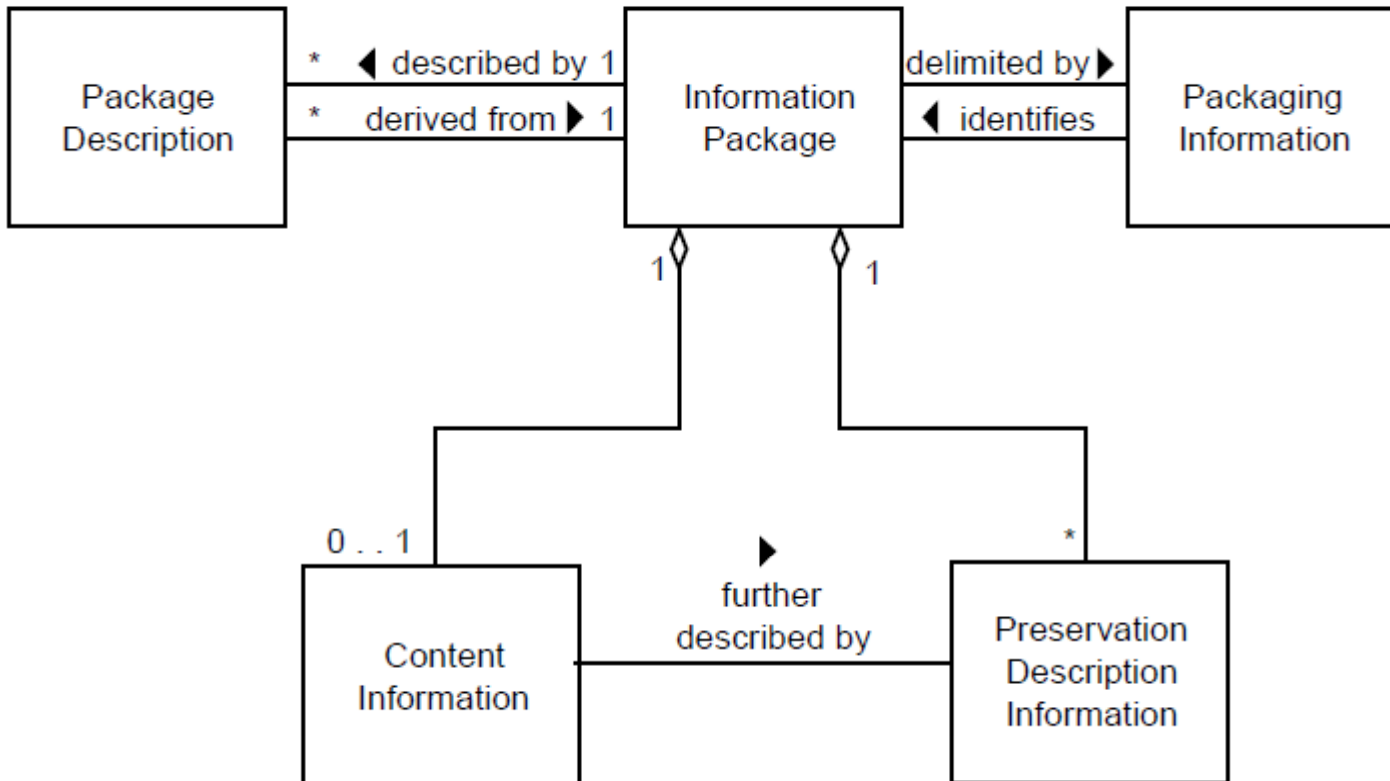 Package
Description
* ◀ described by 1
* derived from ▶ 1
Information
Package
delimited by ▶
◀ identifies
Packaging
Information
1
1
0 . . 1
*
▶
further
described by
Content
Information
Preservation
Description
Information